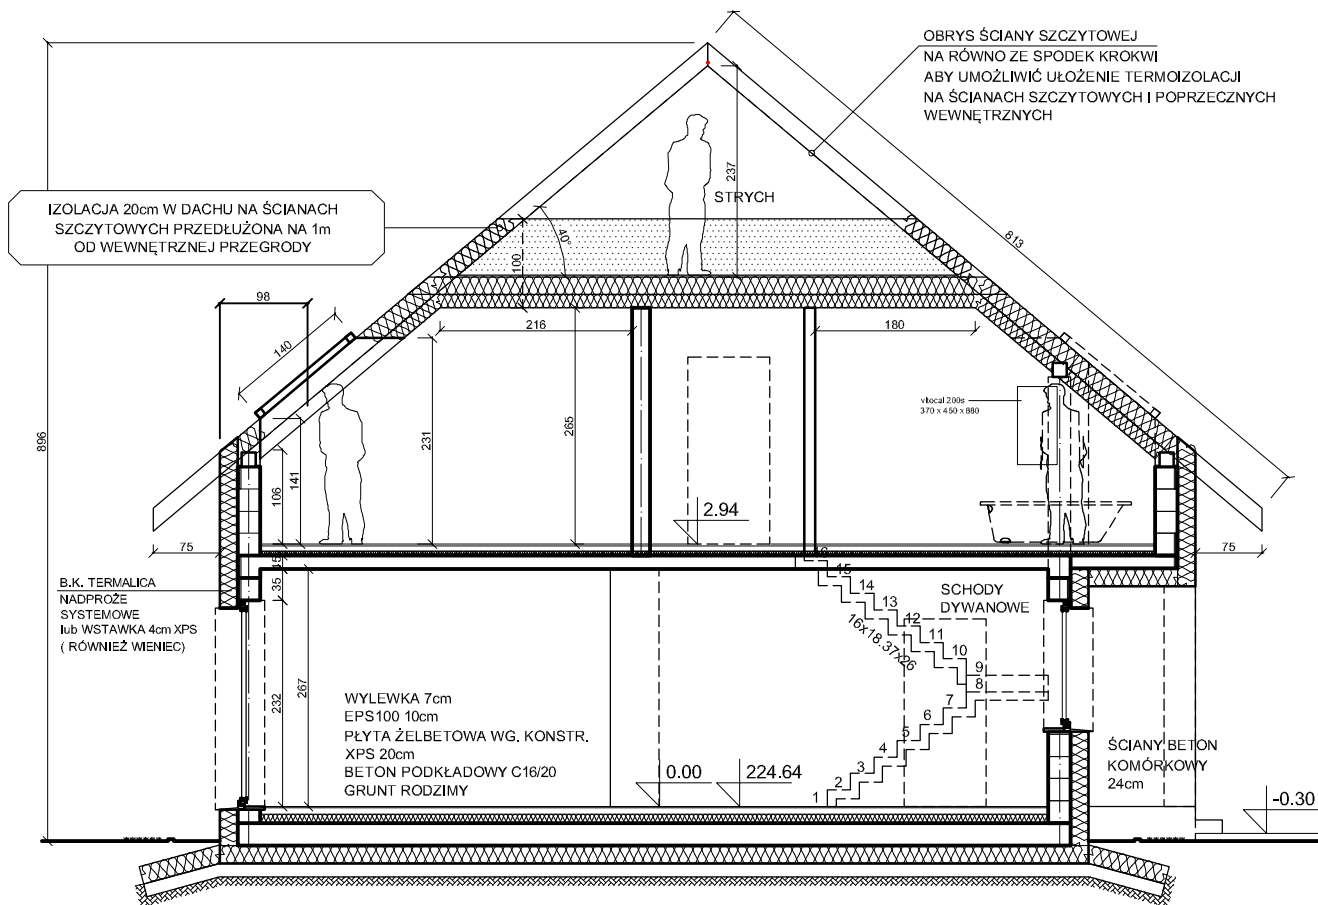 OBRYS ŚCIANY SZCZYTOWEJ
NA RÓWNO ZE SPODEK KROKWI
ABY UMOŻLIWIĆ UŁOŻENIE TERMOIZOLACJI
NA ŚCIANACH SZCZYTOWYCH I POPRZECZNYCH
WEWNĘTRZNYCH
237
STRYCH
IZOLACJA 20cm W DACHU NA ŚCIANACH
SZCZYTOWYCH PRZEDŁUŻONA NA 1m
OD WEWNĘTRZNEJ PRZEGRODY
40°
813
100
98
216
180
140
vitocal 200s
370 x 450 x 880
896
231
265
141
106
2.94
75
75
15
35
B.K. TERMALICA
NADPROŻE
SYSTEMOWE
lub WSTAWKA 4cm XPS
( RÓWNIEŻ WIENIEC)
SCHODY
DYWANOWE
16
15
14
13
12
11
10
9
8
7
6
5
4
3
2
1
16x18.37x26
232
267
WYLEWKA 7cm
EPS100 10cm
PŁYTA ŻELBETOWA WG. KONSTR.
XPS 20cm
BETON PODKŁADOWY C16/20
GRUNT RODZIMY
0.00
224.64
ŚCIANY BETON
KOMÓRKOWY
24cm
-0.30